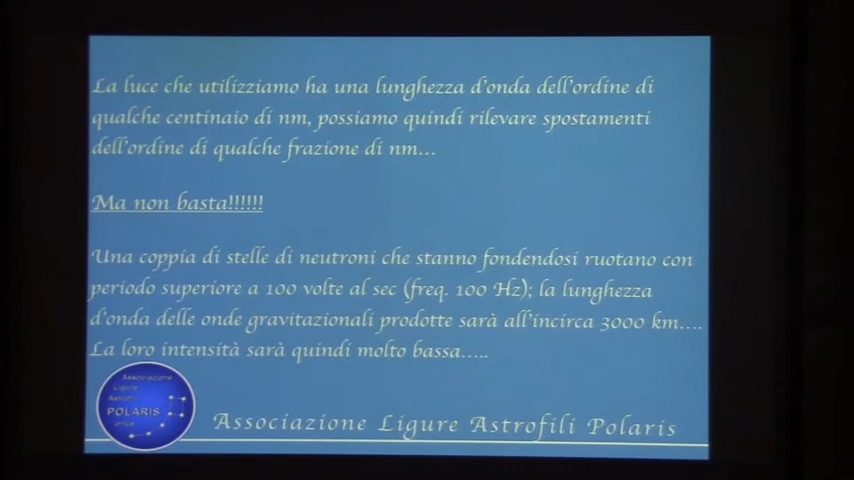 La luce che utilizziamo ha una lunghezza d'onda dell'ordine di
qualche centinaio di nm, possiamo quindi rilevare spostamenti
dell'ordine di qualche frazione di nm...
Ma non basta!!!!!!
Una coppia di stelle di neutroni che stanno fondendosi ruotano con
periodo superiore a 100 volte al sec (freq. 100 Hz); la lunghezza
d'onda delle onde gravitazionali prodotte sarà all'incirca 3000 km....
La loro intensità sarà quindi molto bassa.....
Associazione
Ligure
Astrofili
POLARIS
Associazione Ligure Astrofili Polaris